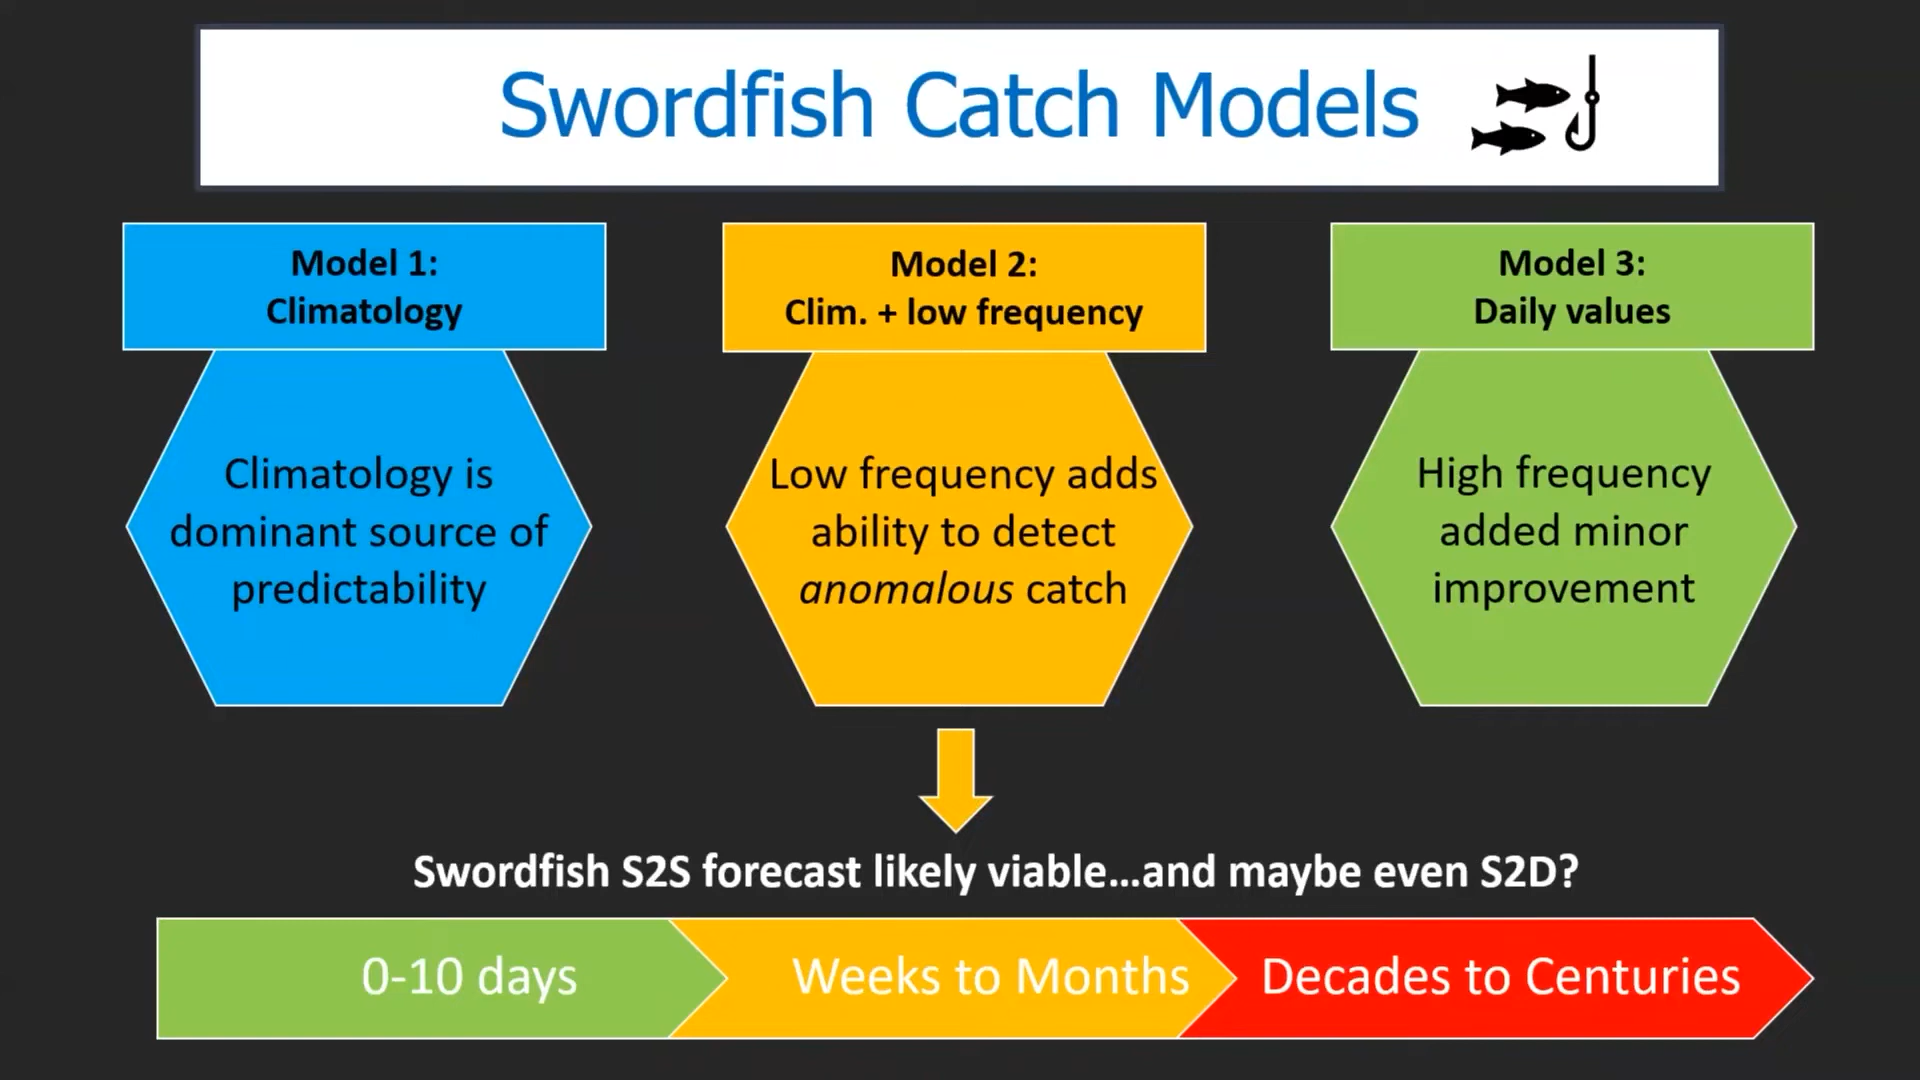 Swordfish Catch Models
Model 1:
Climatology
Climatology is
dominant source of
predictability
Model 2:
Clim. + low frequency
Low frequency adds
ability to detect
anomalous catch
Model 3:
Daily values
High frequency
added minor
improvement
Swordfish S2S forecast likely viable...and maybe even S2D?
0-10 days
Weeks to Months
Decades to Centuries